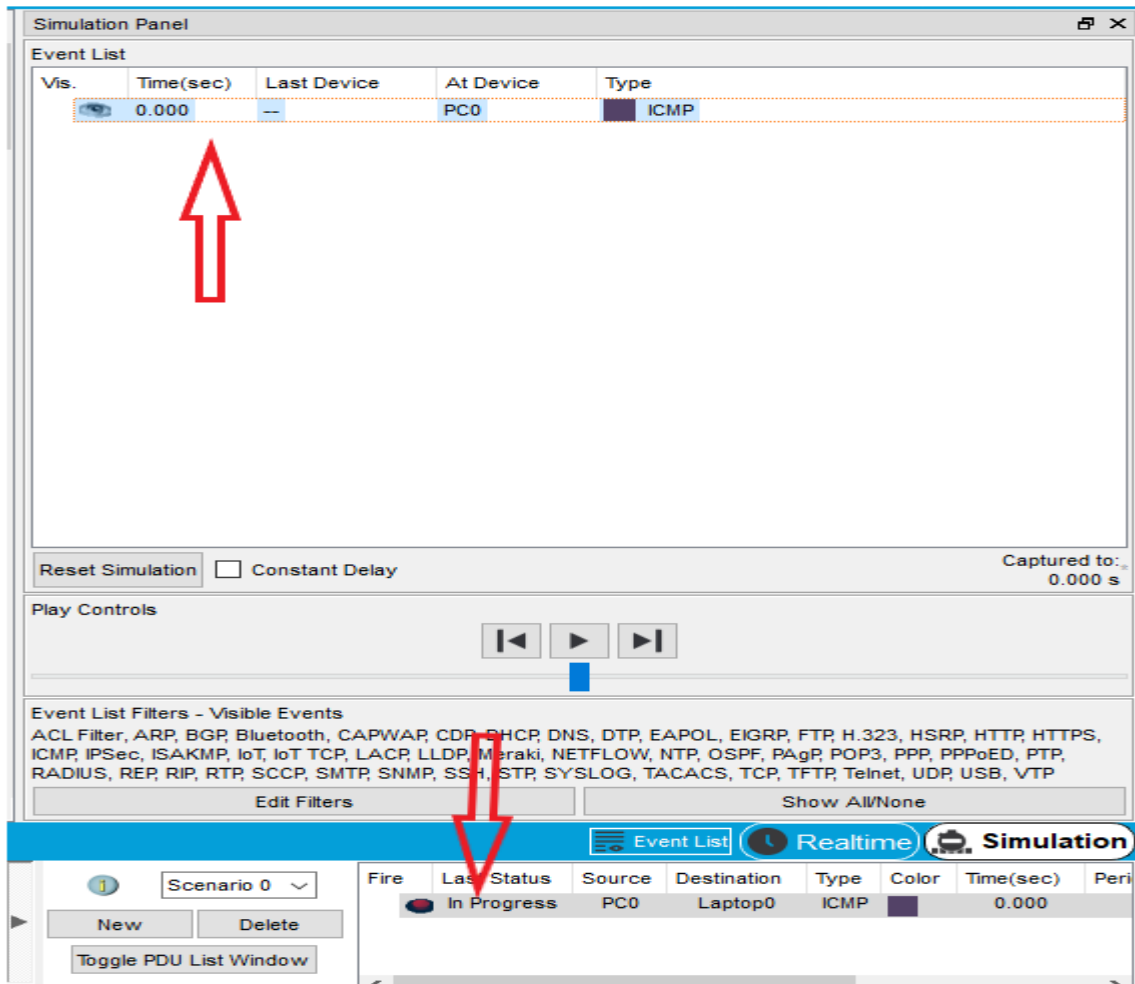 Simulation Panel
Event List
Vis. Time(sec) Last Device At Device Type
0.000 -- PC0 ICMP
Reset Simulation Constant Delay Captured to:
0.000 s
Play Controls
Event List Filters - Visible Events
ACL Filter, ARP, BGP, Bluetooth, CAPWAP, CDP, DHCP, DNS, DTP, EAPOL, EIGRP, FTP, H.323, HSRP, HTTP, HTTPS,
ICMP, IPSec, ISAKMP, IoT, IoT TCP, LACP, LLDP, Meraki, NETFLOW, NTP, OSPF, PAgP, POP3, PPP, PPPoED, PTP,
RADIUS, REP, RIP, RTP, SCCP, SMTP, SNMP, SSH, STP, SYSLOG, TACACS, TCP, TFTP, Telnet, UDP, USB, VTP
Edit Filters Show All/None
Event List Realtime Simulation
Scenario 0
New Delete
Toggle PDU List Window
Fire Last Status Source Destination Type Color Time(sec) Peri
In Progress PC0 Laptop0 ICMP 0.000